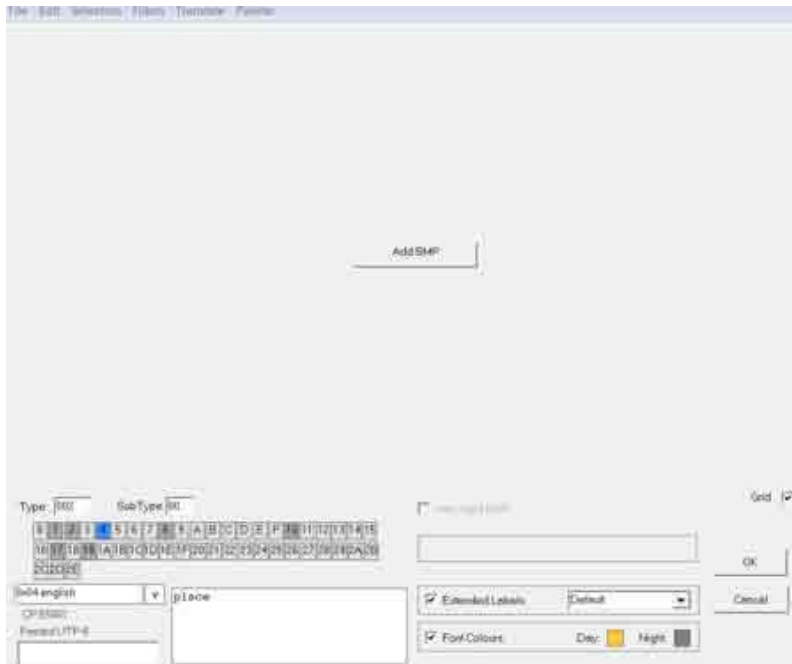 File Edit Selection Filters Translate Palette
Add BMP
Grid
Type: 002 SubType 00
0 1 2 3 4 5 6 7 8 9 A B C D E F 10 11 12 13 14 15
16 17 18 19 1A 1B 1C 1D 1E 1F 20 21 22 23 24 25 26 27 28 29 2A 2B
2C 2D 2E
OK
0x04 english v place
Extended Labels Default Cancel
Font Colours Day: Night